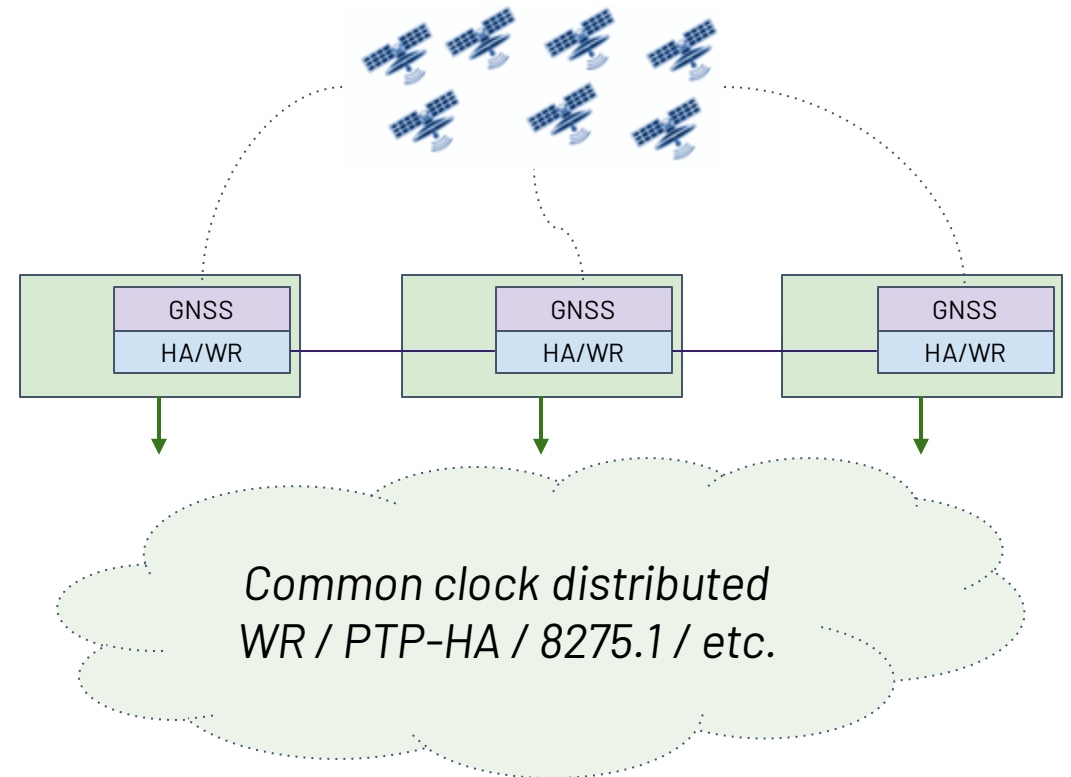 GNSS
HA/WR
GNSS
HA/WR
GNSS
HA/WR
Common clock distributed
WR / PTP-HA / 8275.1 / etc.